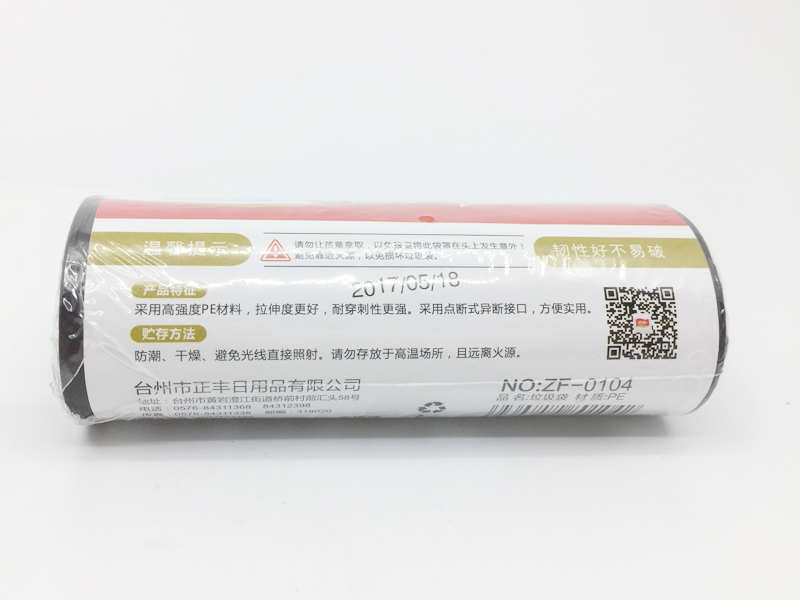 温馨提示
请勿让孩童拿取，以免孩童将此袋罩在头上发生意外！
避免靠近火源，以免损坏垃圾袋。
韧性好不易破
2017/05/18
产品特征
采用高强度PE材料，拉伸度更好，耐穿刺性更强。采用点断式异断接口，方便实用。
贮存方法
防潮、干燥、避免光线直接照射。请勿存放于高温场所，且远离火源。
台州市正丰日用品有限公司
地址：台州市黄岩澄江街道桥前村前汇头58号
电话：0576-84311368 84312398
传真：0576-84311338 邮编：318020
NO:ZF-0104
品 名:垃圾袋 材 质:PE